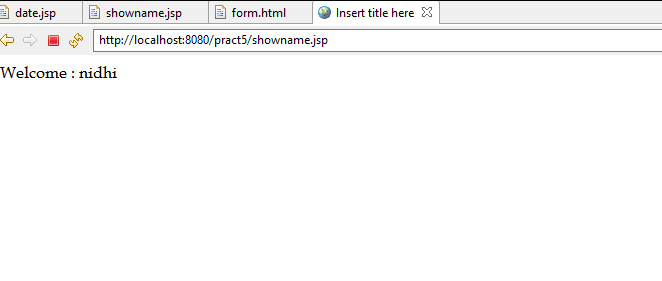 date.jsp showname.jsp form.html Insert title here
http://localhost:8080/pract5/showname.jsp
Welcome : nidhi